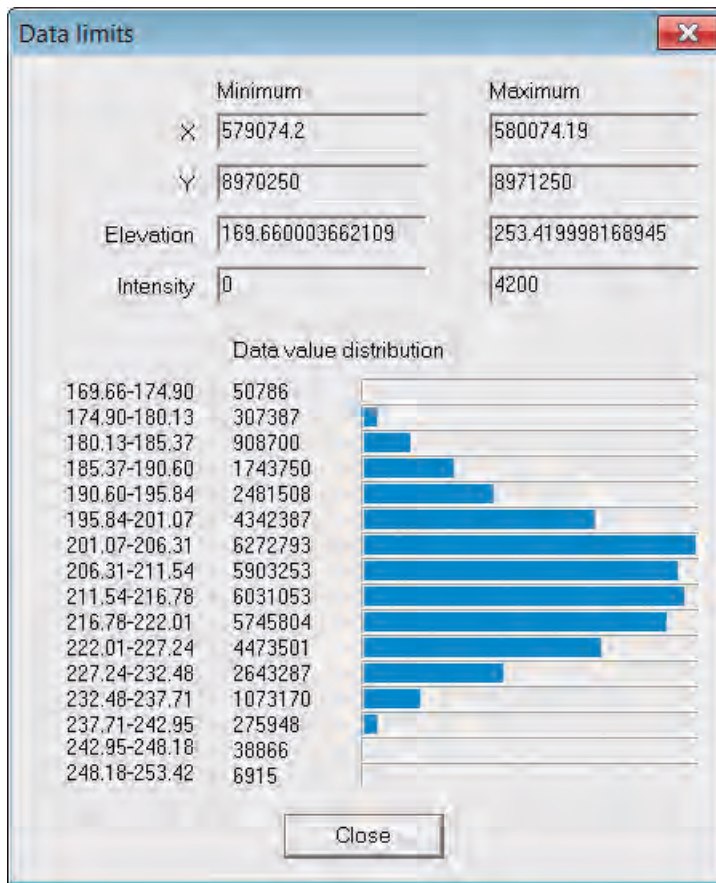 Data limits
Minimum Maximum
X 579074.2 580074.19
Y 8970250 8971250
Elevation 169.660003662109 253.419998168945
Intensity 0 4200
Data value distribution
169.66-174.90 50786
174.90-180.13 307387
180.13-185.37 908700
185.37-190.60 1743750
190.60-195.84 2481508
195.84-201.07 4342387
201.07-206.31 6272793
206.31-211.54 5903253
211.54-216.78 6031053
216.78-222.01 5745804
222.01-227.24 4473501
227.24-232.48 2643287
232.48-237.71 1073170
237.71-242.95 275948
242.95-248.18 38866
248.18-253.42 6915
Close